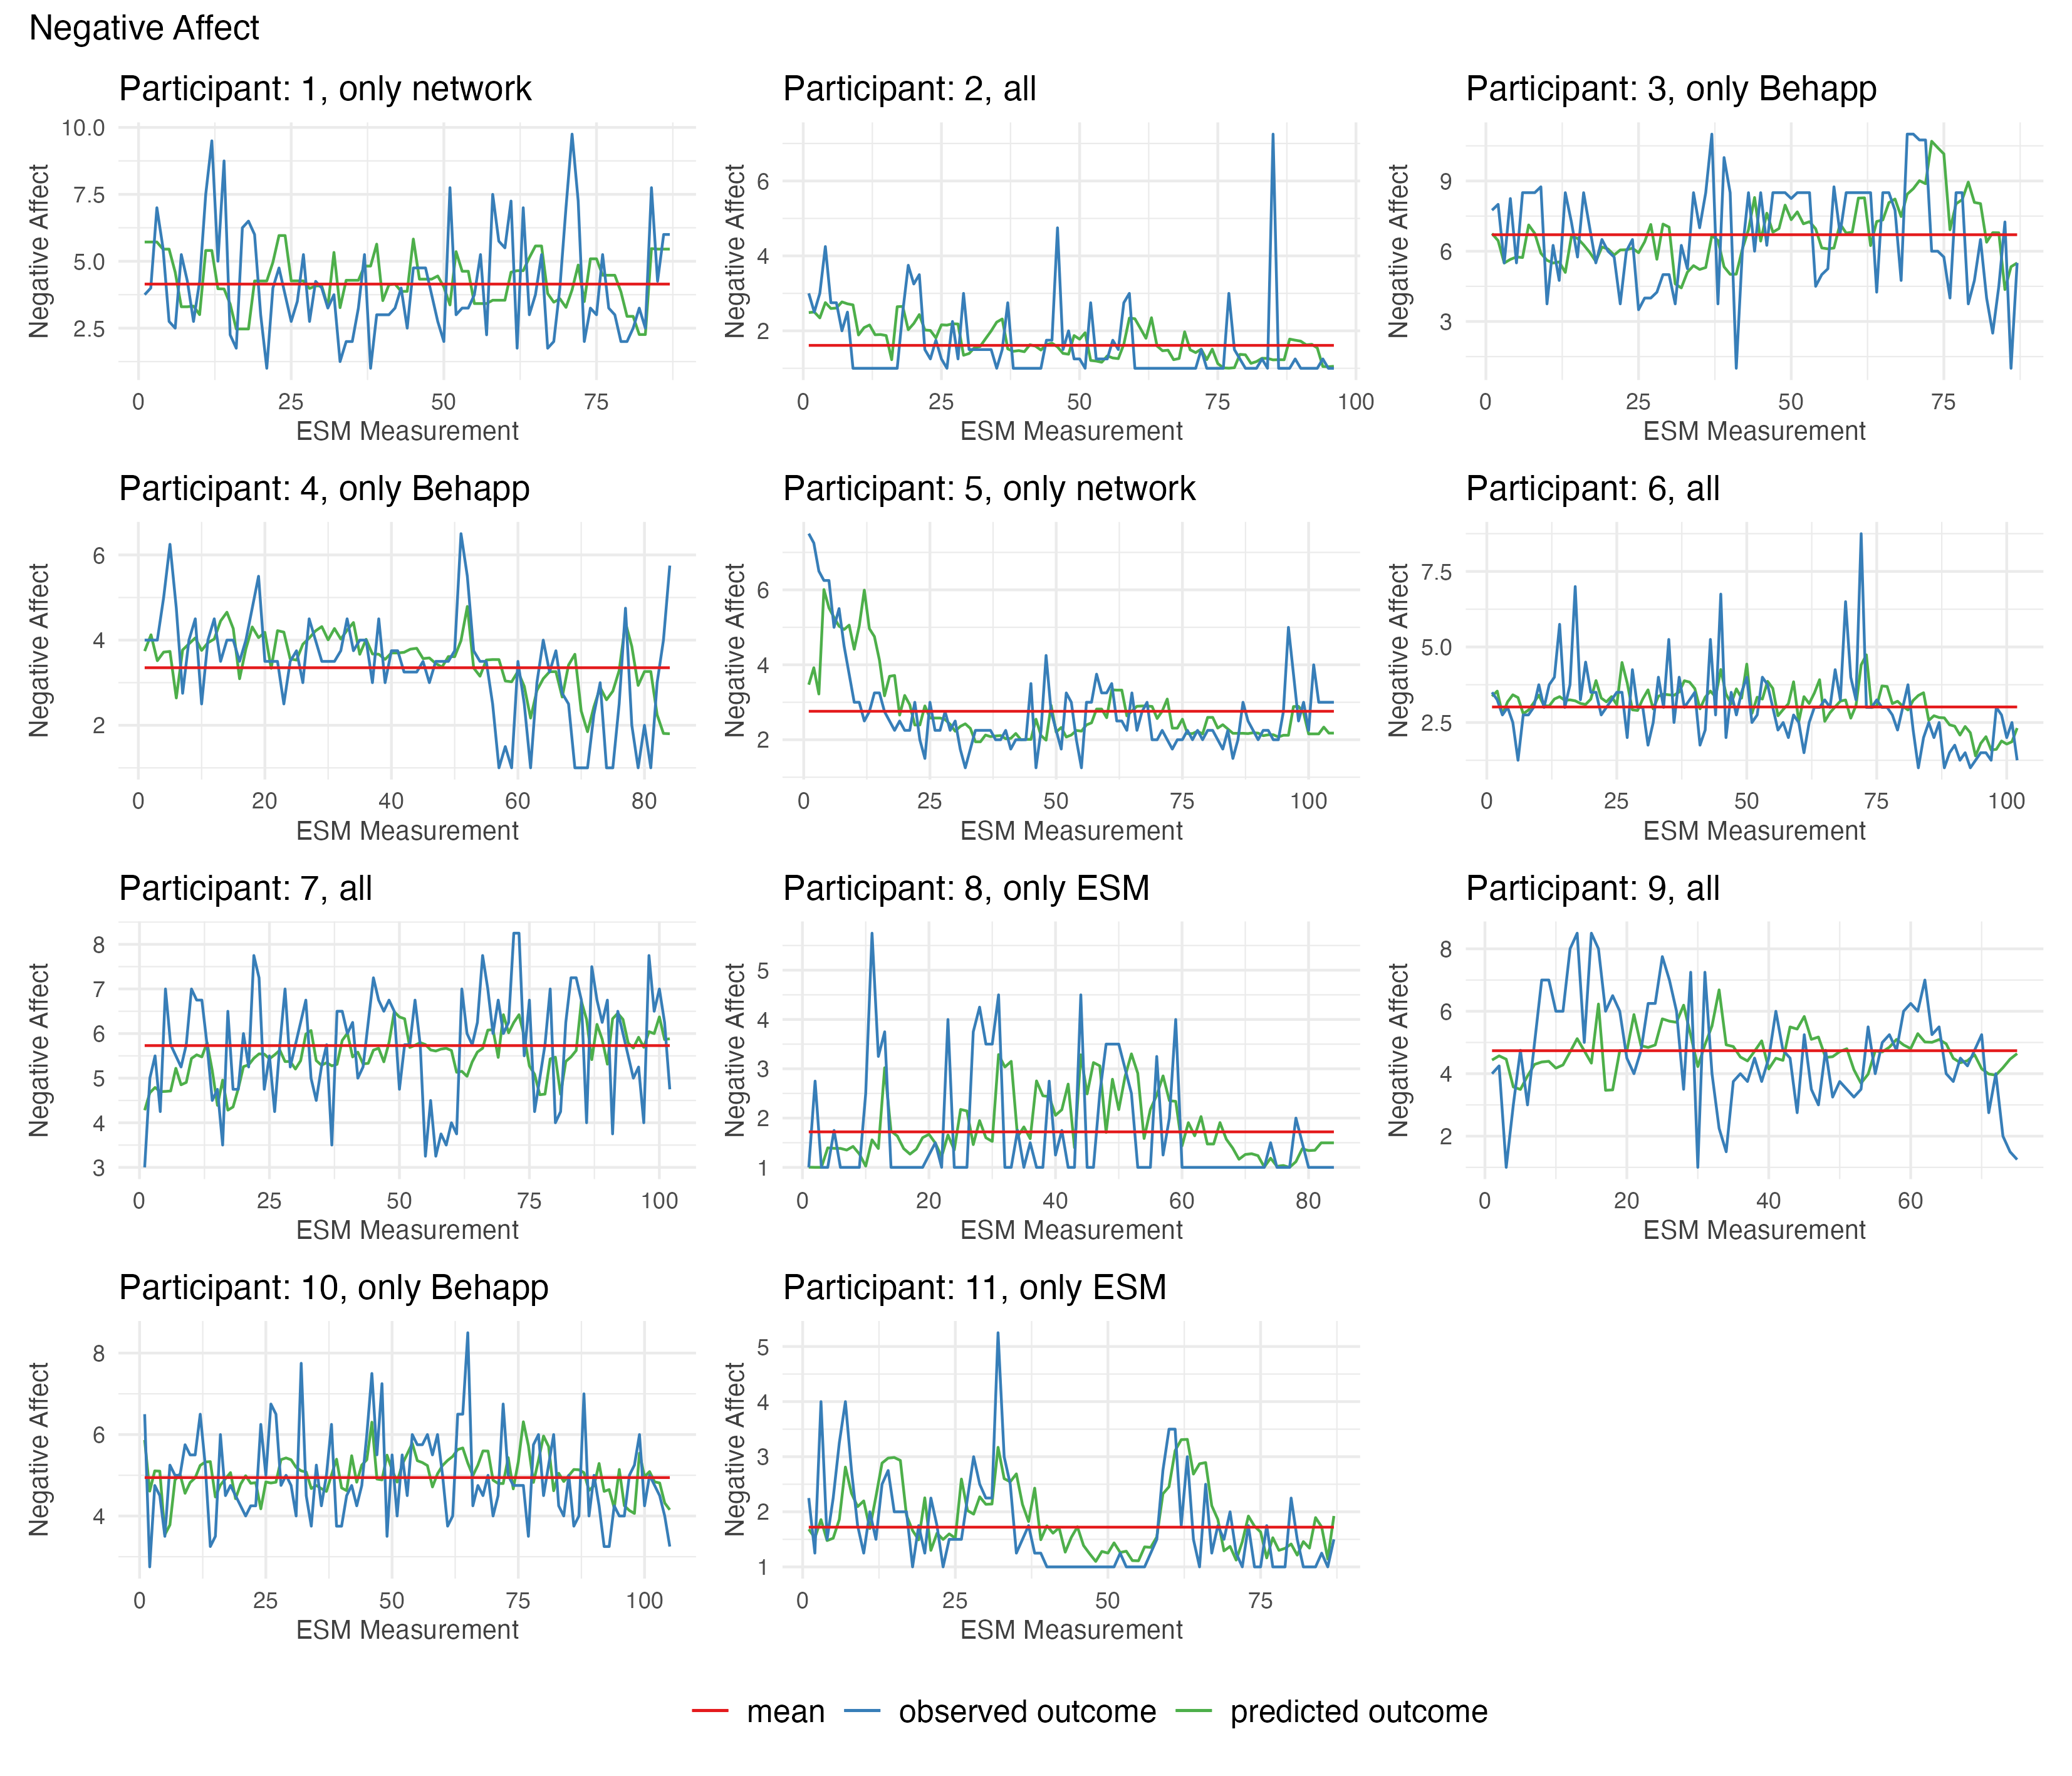 Negative Affect
Participant: 1, only network
Negative Affect
10.0
7.5
5.0
2.5
0 25 50 75
ESM Measurement
Participant: 2, all
Negative Affect
6
4
2
0 25 50 75 100
ESM Measurement
Participant: 3, only Behapp
Negative Affect
9
6
3
0 25 50 75
ESM Measurement
Participant: 4, only Behapp
Negative Affect
6
4
2
0 20 40 60 80
ESM Measurement
Participant: 5, only network
Negative Affect
6
4
2
0 25 50 75 100
ESM Measurement
Participant: 6, all
Negative Affect
7.5
5.0
2.5
0 25 50 75 100
ESM Measurement
Participant: 7, all
Negative Affect
8
7
6
5
4
3
0 25 50 75 100
ESM Measurement
Participant: 8, only ESM
Negative Affect
5
4
3
2
1
0 20 40 60 80
ESM Measurement
Participant: 9, all
Negative Affect
8
6
4
2
0 20 40 60
ESM Measurement
Participant: 10, only Behapp
Negative Affect
8
6
4
0 25 50 75 100
ESM Measurement
Participant: 11, only ESM
Negative Affect
5
4
3
2
1
0 25 50 75
ESM Measurement
mean observed outcome predicted outcome